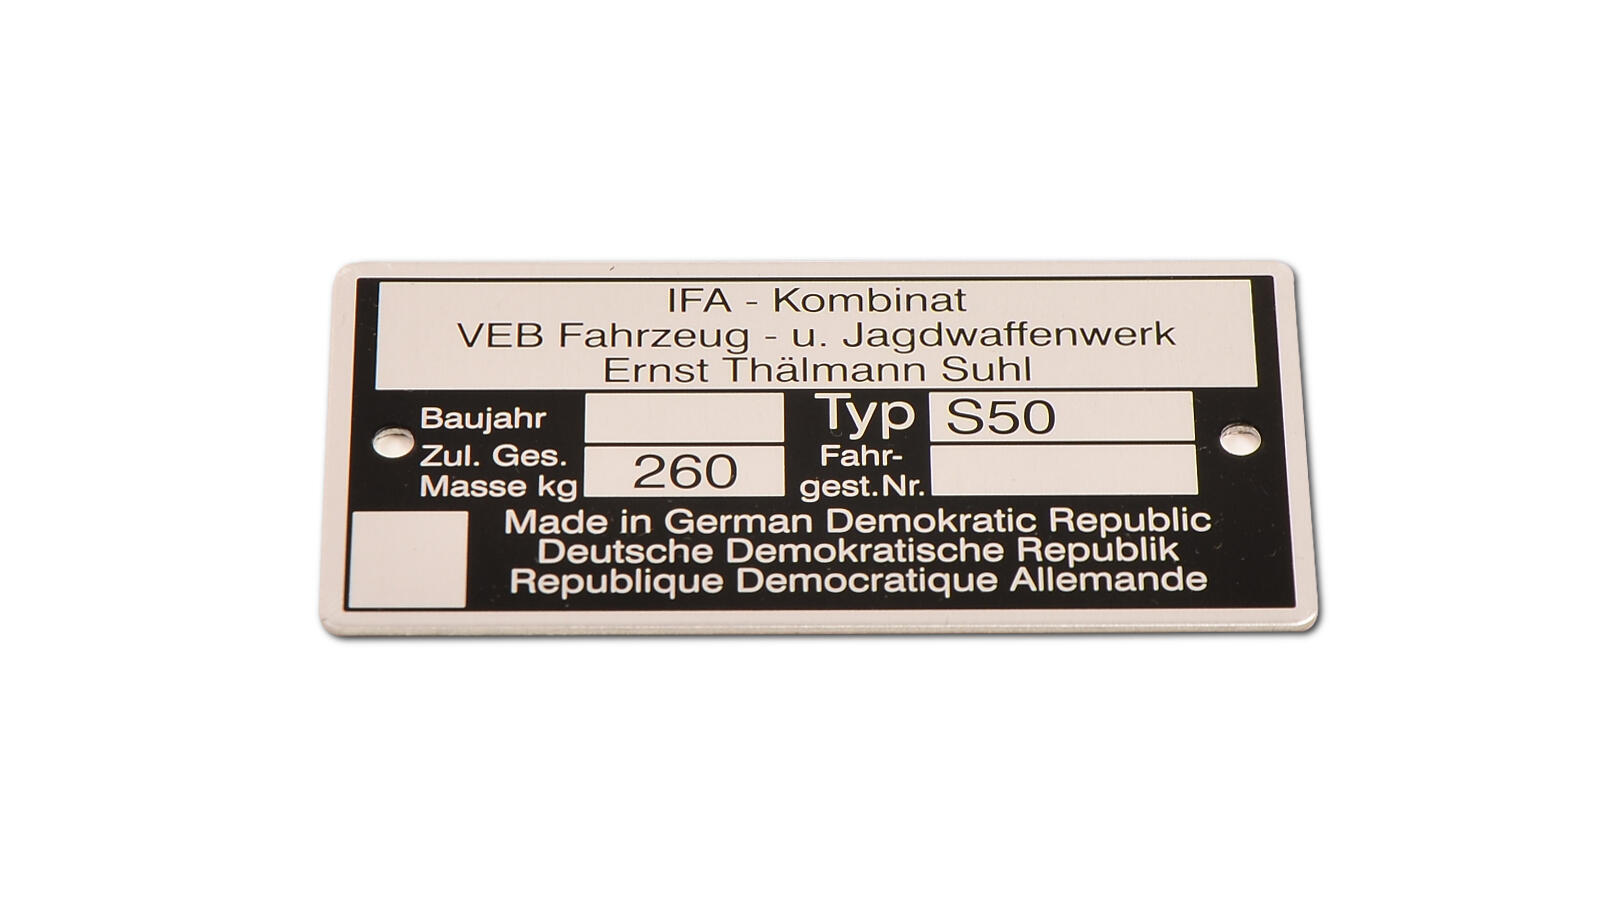 IFA - Kombinat
VEB Fahrzeug - u. Jagdwaffenwerk
Ernst Thälmann Suhl
Baujahr
Typ S50
Zul. Ges.
Masse kg 260
Fahr-
gest.Nr.
Made in German Demokratic Republic
Deutsche Demokratische Republik
Republique Democratique Allemande